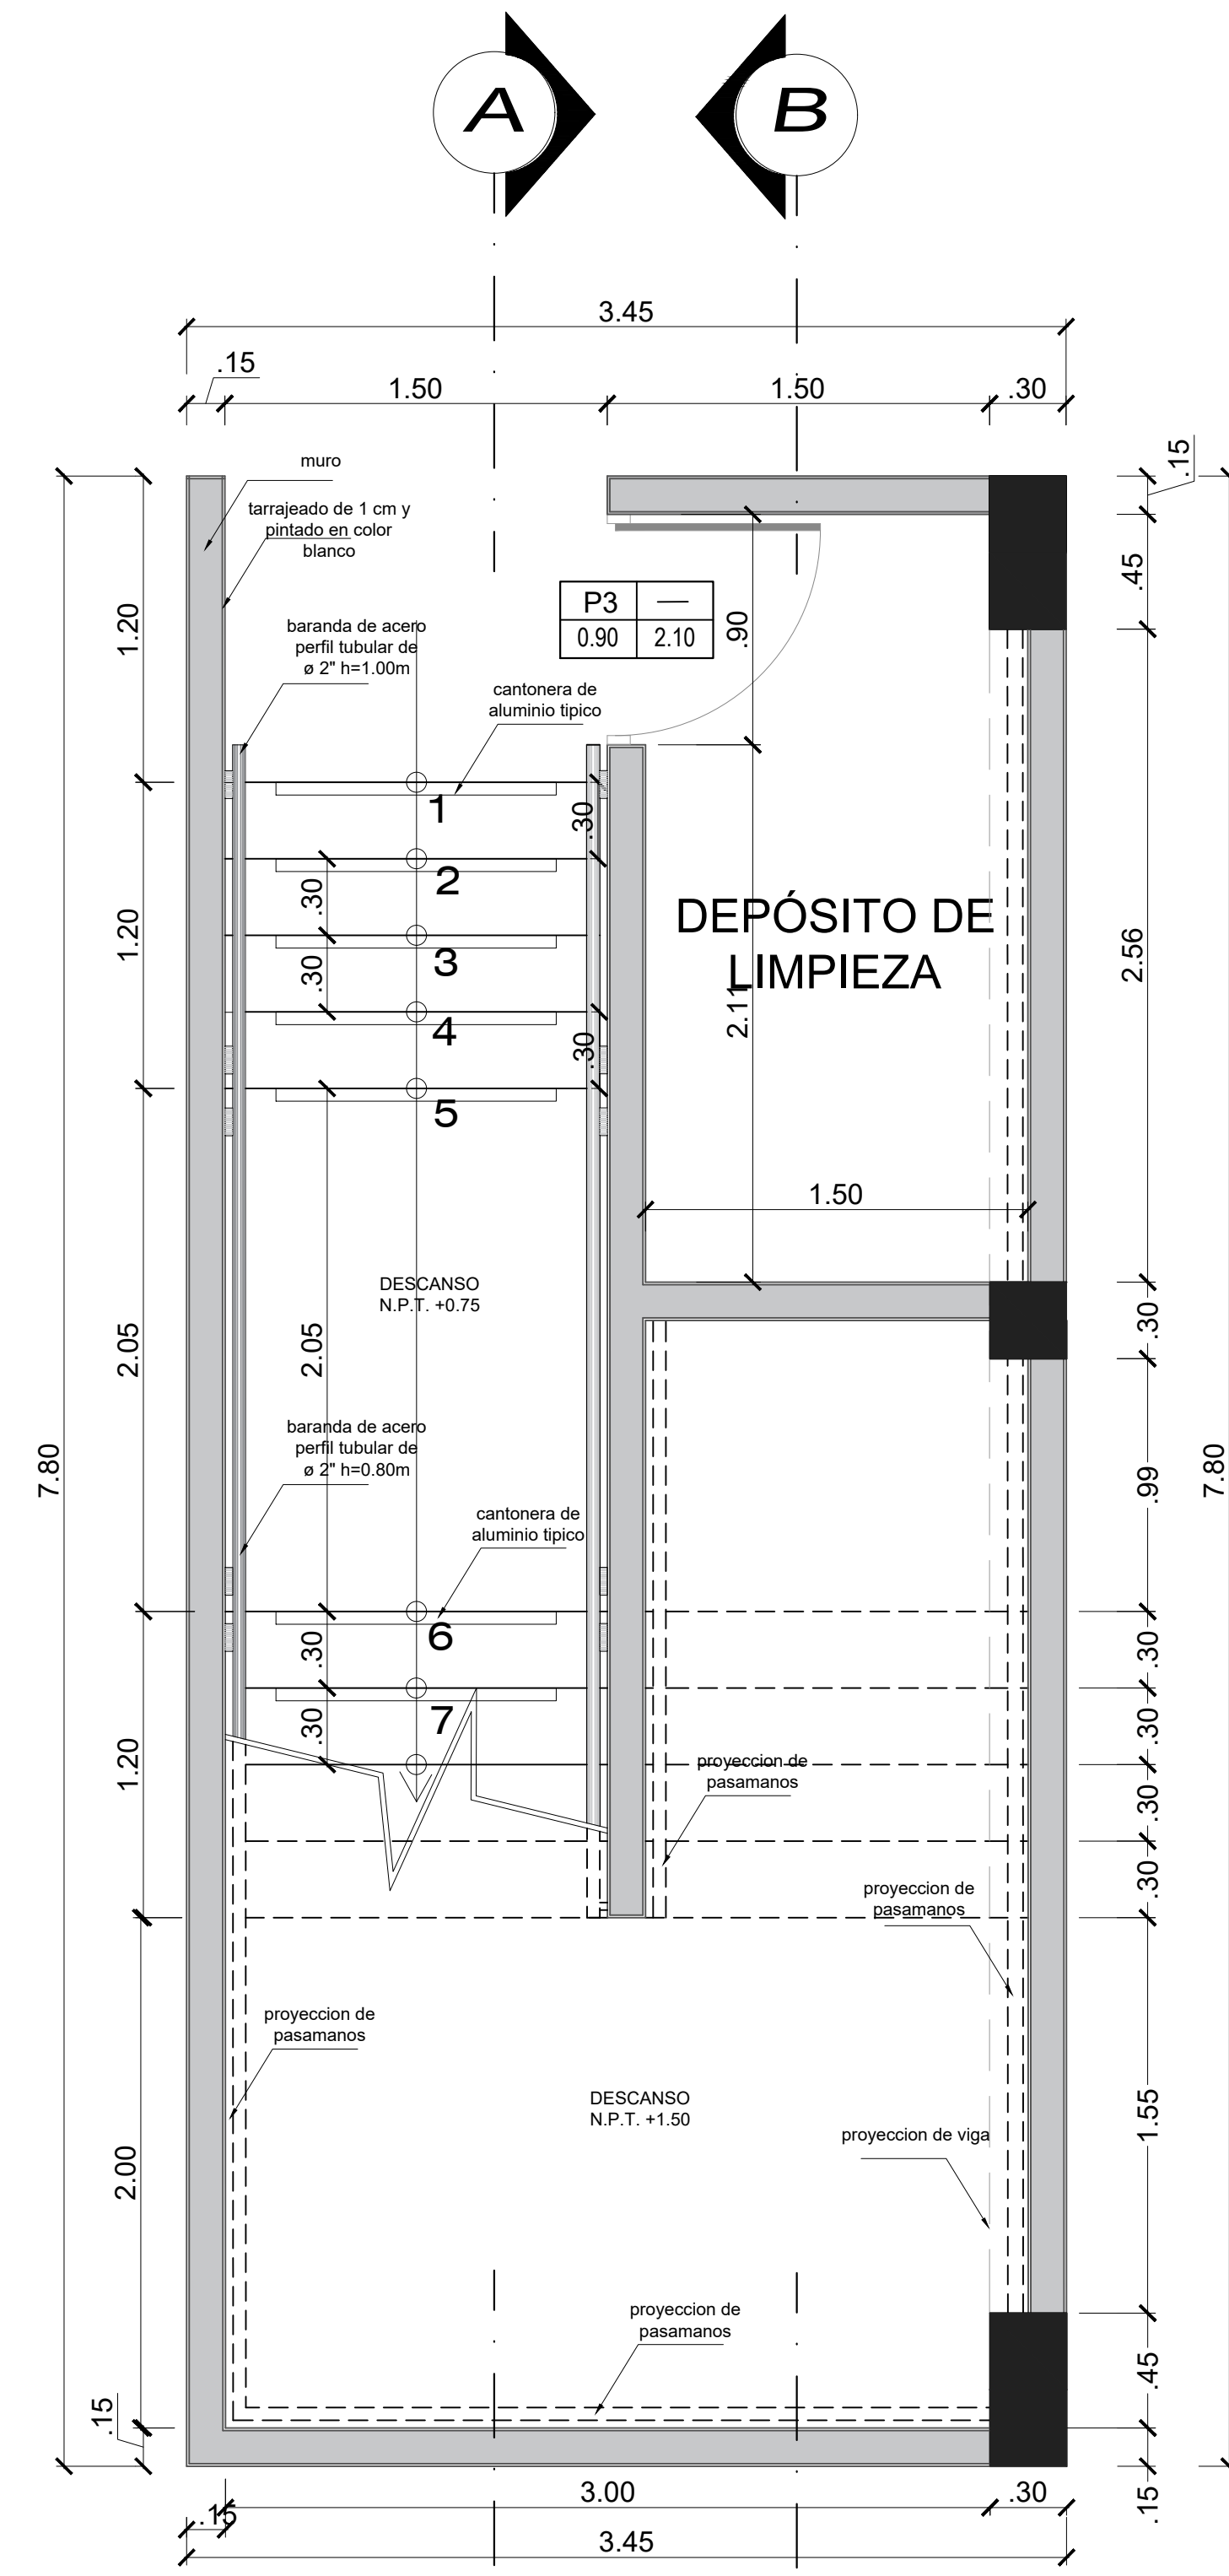 A
B
3.45
.15
1.50
1.50
.30
muro
tarrajeado de 1 cm y
pintado en color
blanco
.15
.45
1.20
P3 —
0.90 2.10
.90
baranda de acero
perfil tubular de
ø 2" h=1.00m
cantonera de
aluminio tipico
1
.30
2
.30
3
.30
4
.30
5
1.20
DEPÓSITO DE
LIMPIEZA
2.11
2.56
1.50
DESCANSO
N.P.T. +0.75
.30
2.05
2.05
baranda de acero
perfil tubular de
ø 2" h=0.80m
7.80
.99
7.80
cantonera de
aluminio tipico
6
.30
.30
7
.30
.30
1.20
proyeccion de
pasamanos
.30
.30
proyeccion de
pasamanos
proyeccion de
pasamanos
DESCANSO
N.P.T. +1.50
1.55
proyeccion de viga
2.00
proyeccion de
pasamanos
.45
.15
3.00
.30
.15
.15
3.45